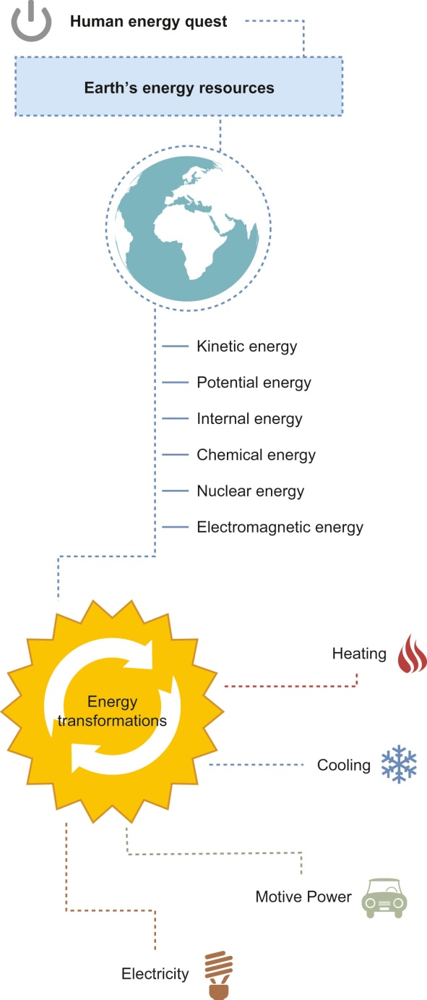 Human energy quest
Earth's energy resources
Kinetic energy
Potential energy
Internal energy
Chemical energy
Nuclear energy
Electromagnetic energy
Energy
transformations
Heating
Cooling
Motive Power
Electricity